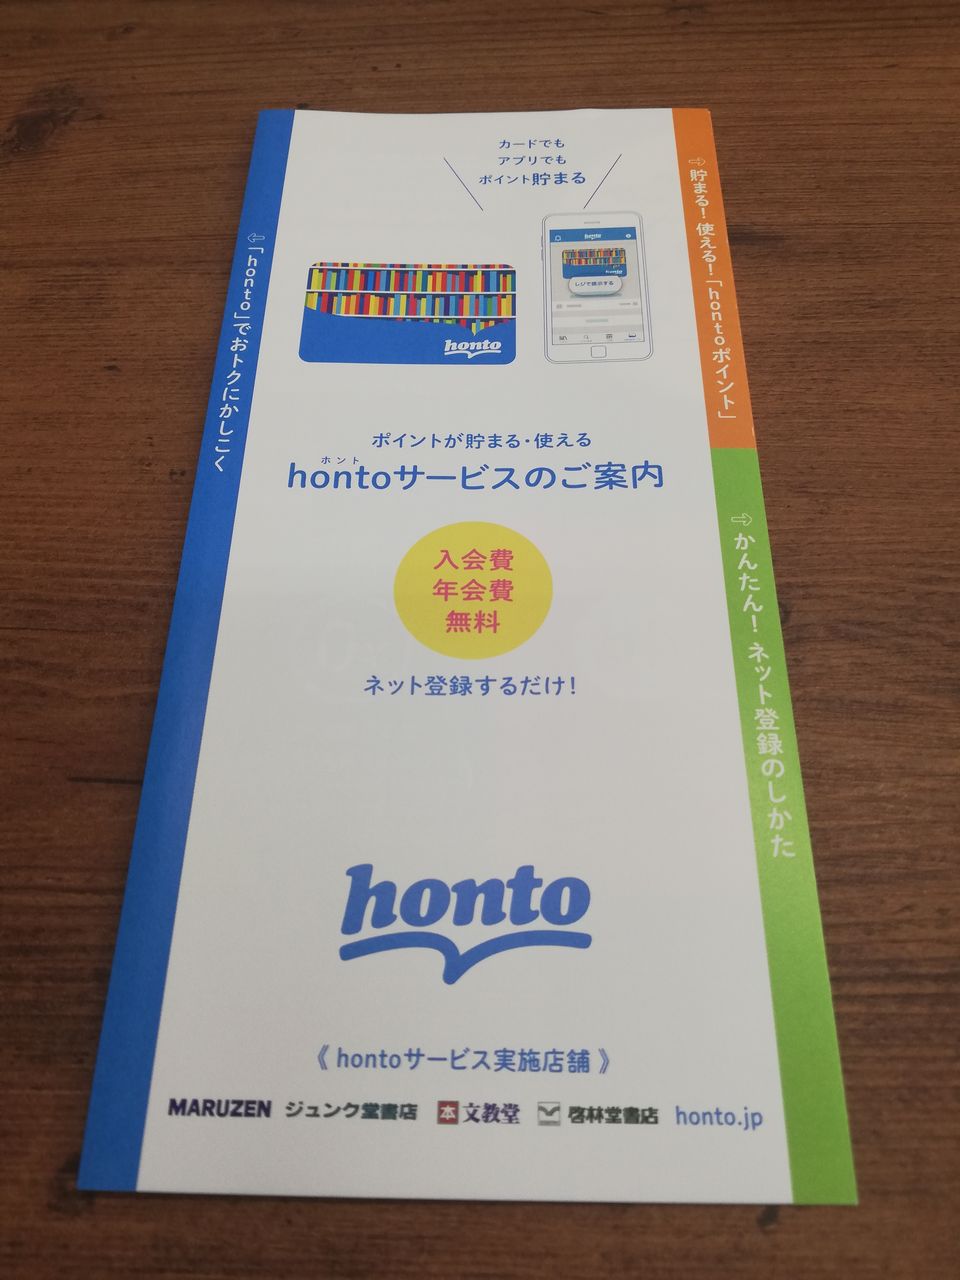 カードでも
アプリでも
ポイント貯まる
honto
レジで提示する
honto
honto
⇦「honto」でおトクにかしこく
⇨貯まる！使える！「hontoポイント」
⇨かんたん！ネット登録のしかた
ポイントが貯まる・使える
ホント
hontoサービスのご案内
入会費
年会費
無料
ネット登録するだけ！
honto
《 hontoサービス実施店舗 》
MARUZEN ジュンク堂書店 本 文教堂 啓林堂書店 honto.jp